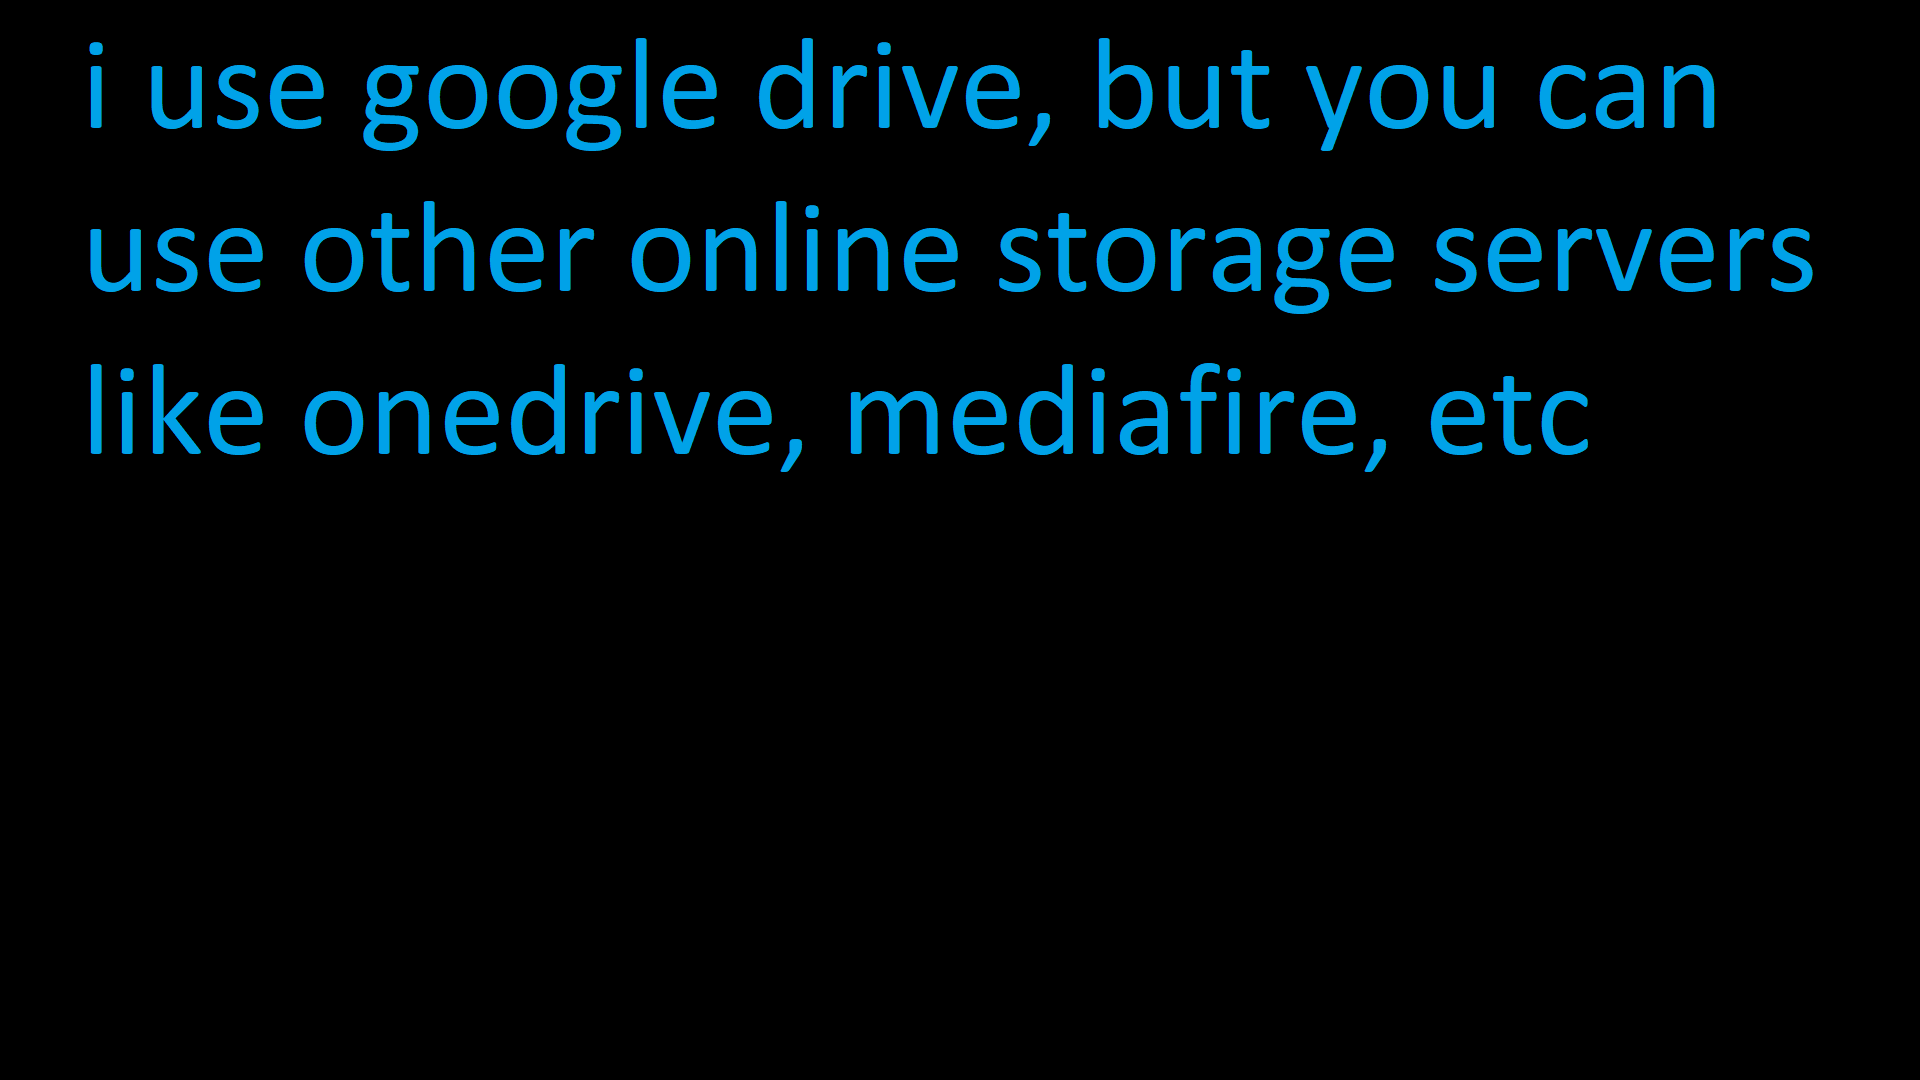 i use google drive, but you can
use other online storage servers
like onedrive, mediafire, etc